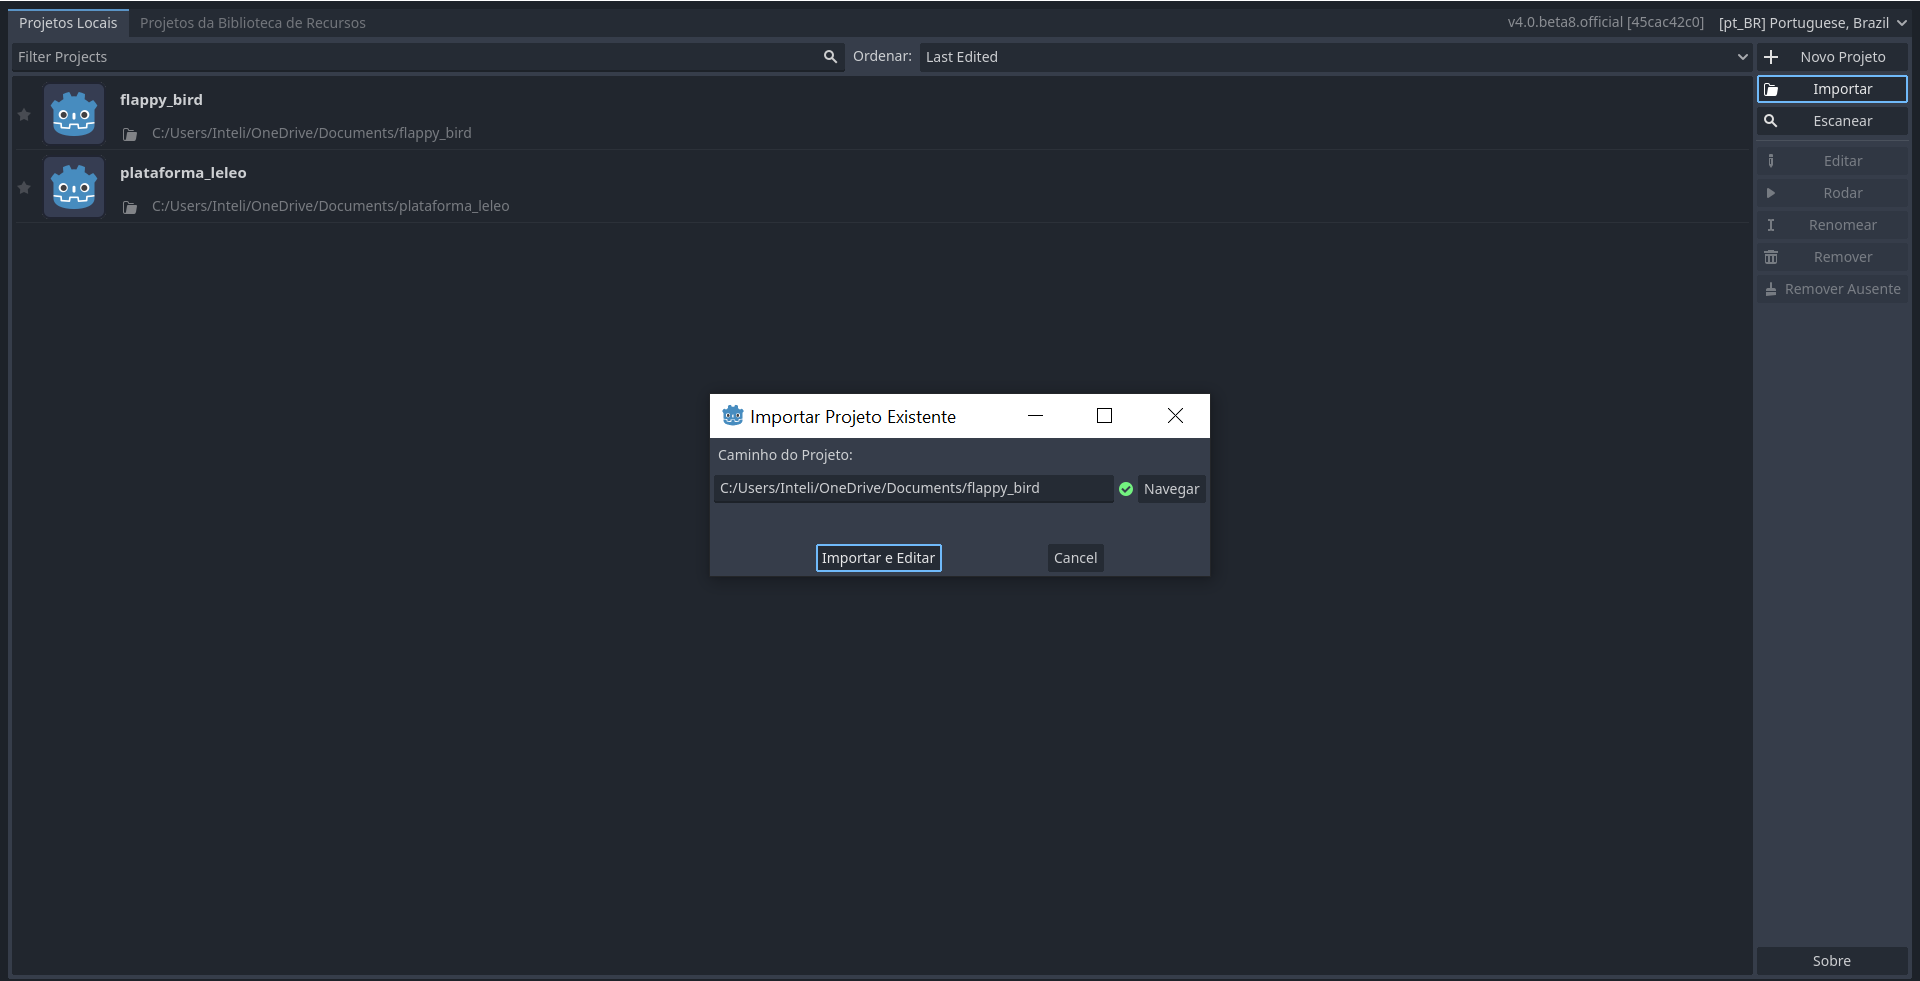 Projetos Locais Projetos da Biblioteca de Recursos v4.0.beta8.official [45cac42c0] [pt_BR] Portuguese, Brazil
Filter Projects Ordenar: Last Edited Novo Projeto
Importar
Escanear
Editar
Rodar
Renomear
Remover
Remover Ausente
flappy_bird
C:/Users/Inteli/OneDrive/Documents/flappy_bird
plataforma_leleo
C:/Users/Inteli/OneDrive/Documents/plataforma_leleo
Importar Projeto Existente
Caminho do Projeto:
C:/Users/Inteli/OneDrive/Documents/flappy_bird Navegar
Importar e Editar Cancel
Sobre